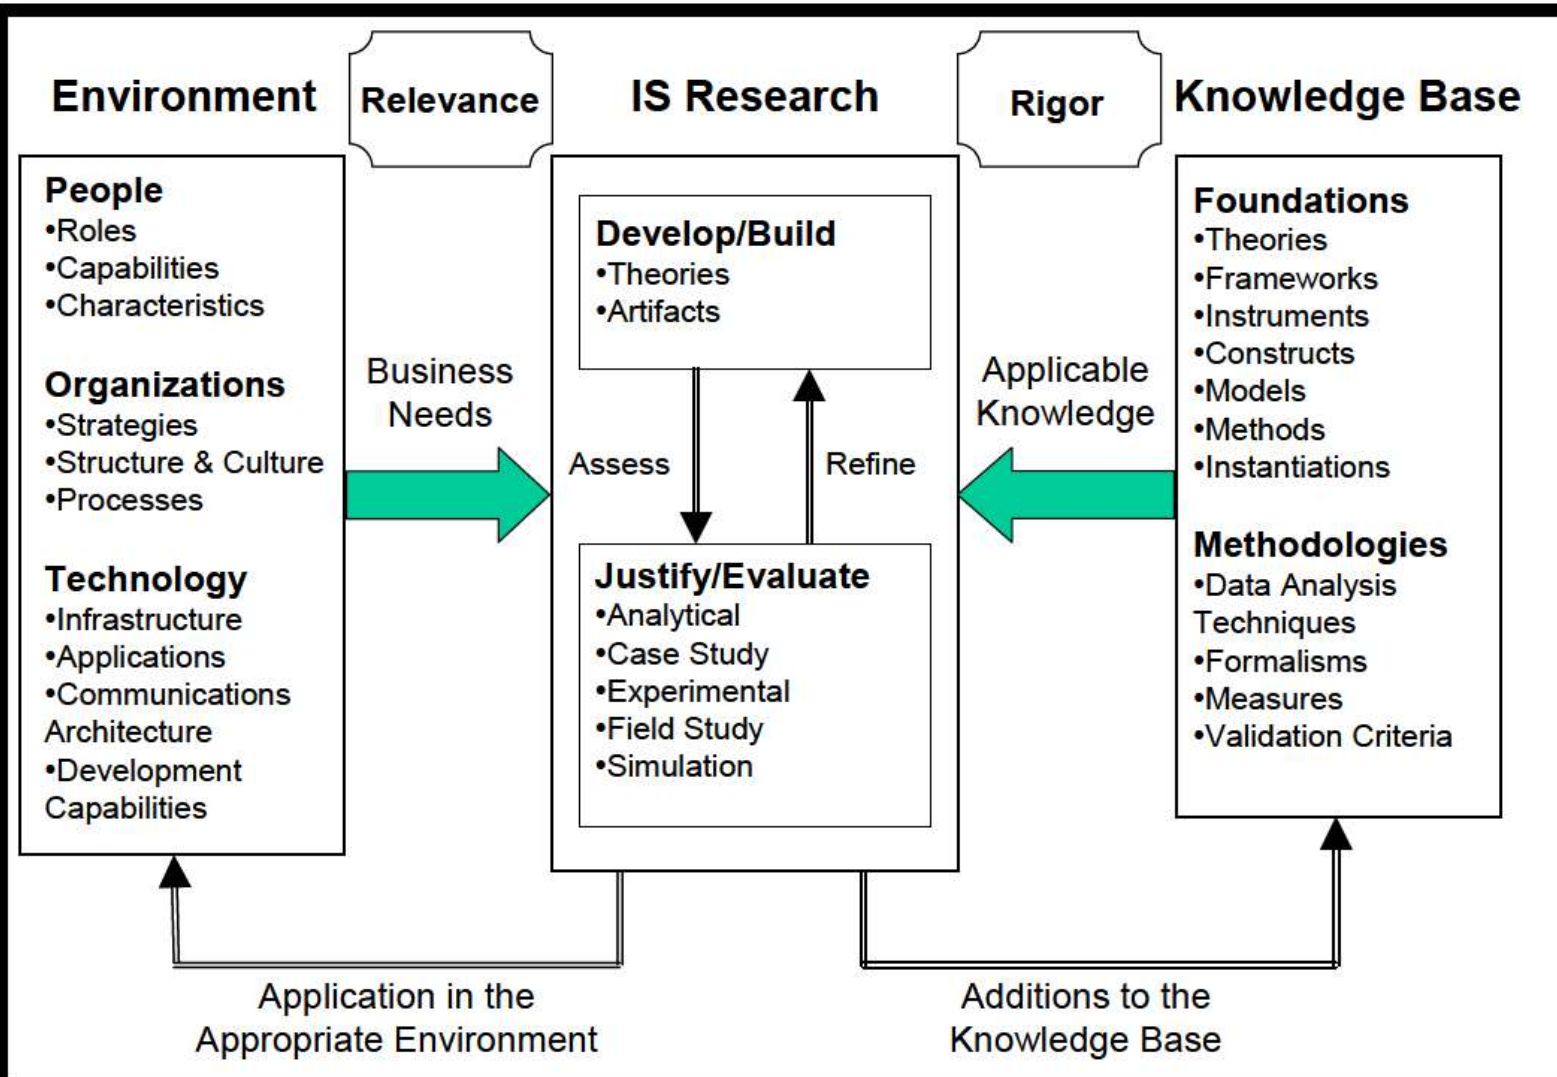 Environment
Relevance
IS Research
Rigor
Knowledge Base
People
•Roles
•Capabilities
•Characteristics
Organizations
•Strategies
•Structure & Culture
•Processes
Technology
•Infrastructure
•Applications
•Communications
Architecture
•Development
Capabilities
Business
Needs
Develop/Build
•Theories
•Artifacts
Assess
Refine
Justify/Evaluate
•Analytical
•Case Study
•Experimental
•Field Study
•Simulation
Applicable
Knowledge
Foundations
•Theories
•Frameworks
•Instruments
•Constructs
•Models
•Methods
•Instantiations
Methodologies
•Data Analysis
Techniques
•Formalisms
•Measures
•Validation Criteria
Application in the
Appropriate Environment
Additions to the
Knowledge Base